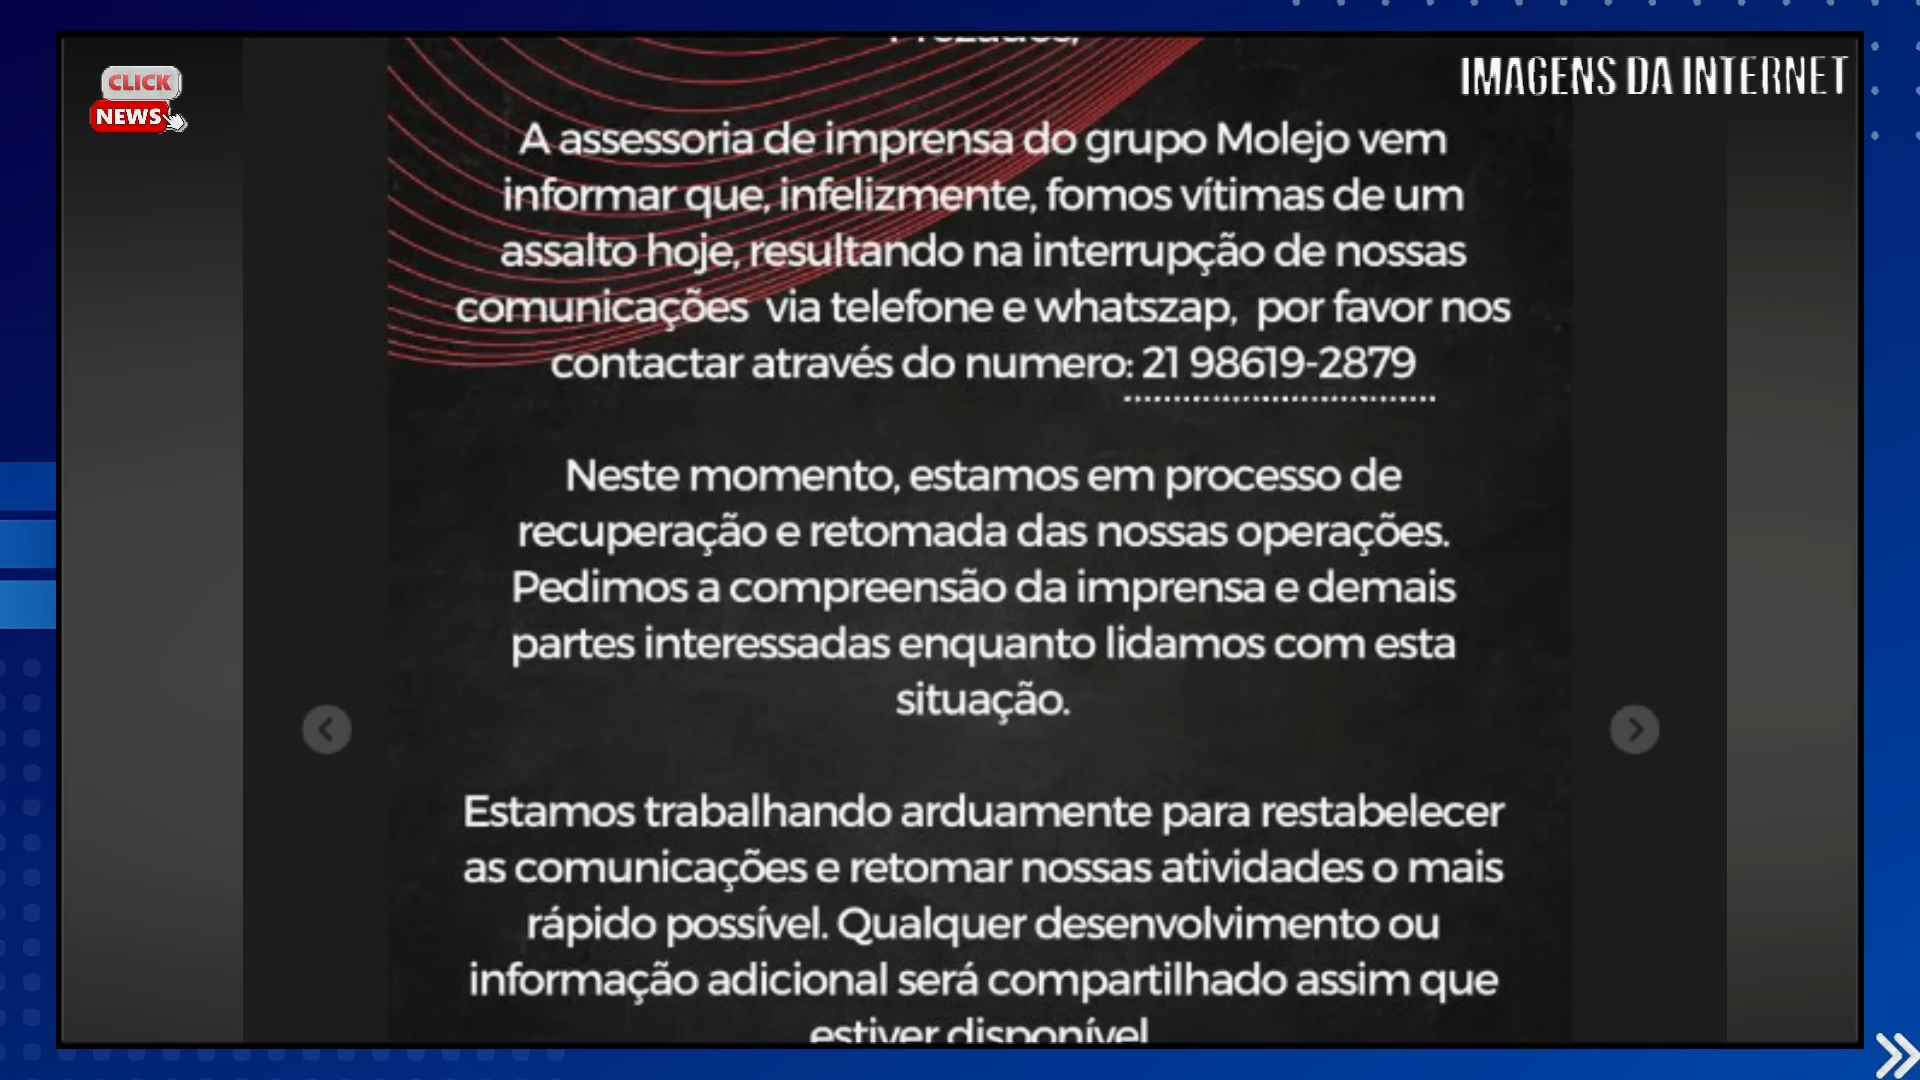 CLICK
NEWS
IMAGENS DA INTERNET
Prezados,
A assessoria de imprensa do grupo Molejo vem
informar que, infelizmente, fomos vítimas de um
assalto hoje, resultando na interrupção de nossas
comunicações via telefone e whatszap, por favor nos
contactar através do numero: 21 98619-2879
Neste momento, estamos em processo de
recuperação e retomada das nossas operações.
Pedimos a compreensão da imprensa e demais
partes interessadas enquanto lidamos com esta
situação.
Estamos trabalhando arduamente para restabelecer
as comunicações e retomar nossas atividades o mais
rápido possível. Qualquer desenvolvimento ou
informação adicional será compartilhado assim que
estiver disponível